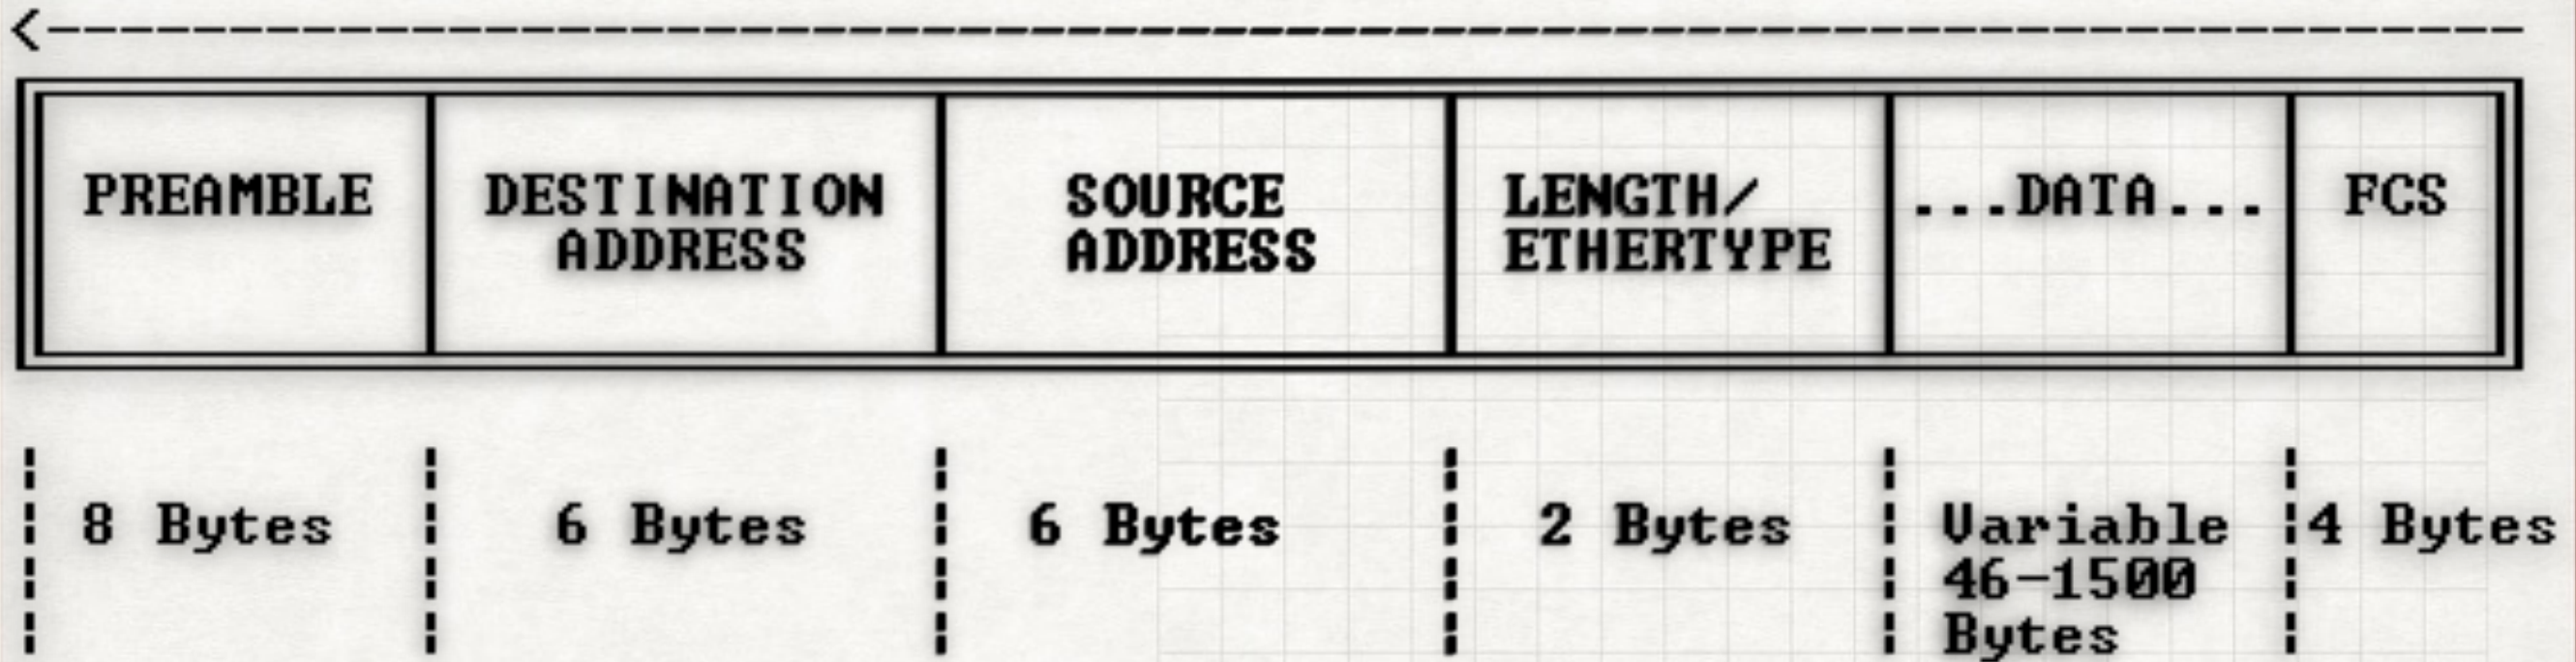 PREAMBLE
DESTINATION
ADDRESS
SOURCE
ADDRESS
LENGTH/
ETHERTYPE
...DATA...
FCS
8 Bytes
6 Bytes
6 Bytes
2 Bytes
Variable
46-1500
Bytes
4 Bytes